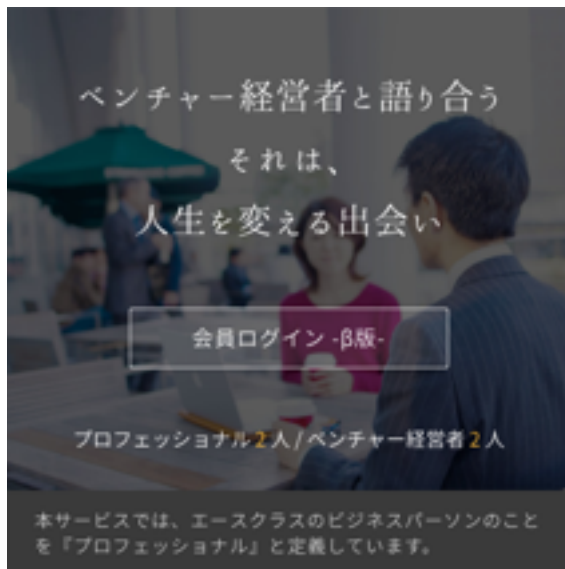 ベンチャー経営者と語り合う
それは、
人生を変える出会い
会員ログイン -β版-
プロフェッショナル2人/ベンチャー経営者2人
本サービスでは、エースクラスのビジネスパーソンのこと
を『プロフェッショナル』と定義しています。